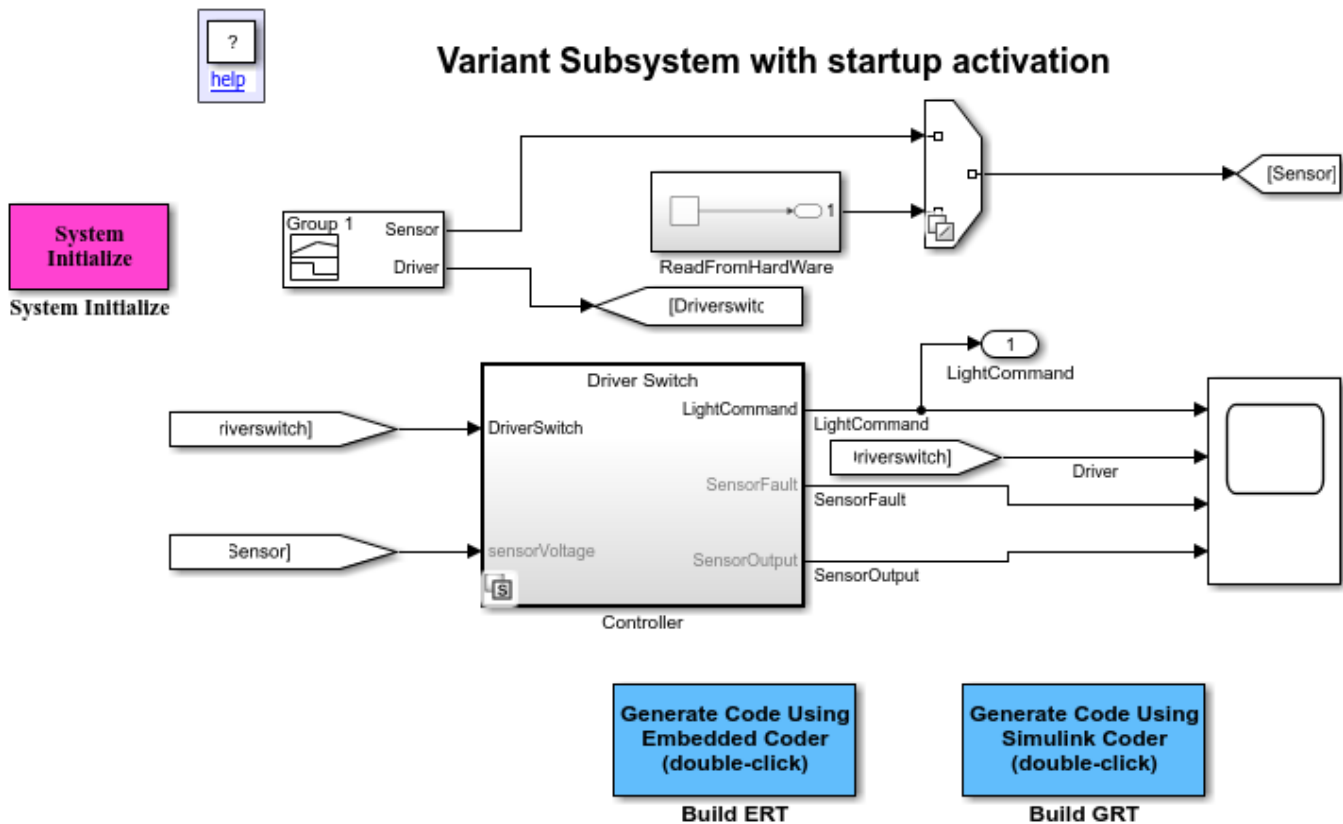 ?
help
Variant Subsystem with startup activation
System
Initialize
System Initialize
Group 1
Sensor
Driver
1
ReadFromHardWare
[Sensor]
[Driverswitc
1
LightCommand
Driver Switch
DriverSwitch
sensorVoltage
LightCommand
SensorFault
SensorOutput
S
Controller
riverswitch]
Sensor]
LightCommand
riverswitch]
Driver
SensorFault
SensorOutput
Generate Code Using
Embedded Coder
(double-click)
Build ERT
Generate Code Using
Simulink Coder
(double-click)
Build GRT